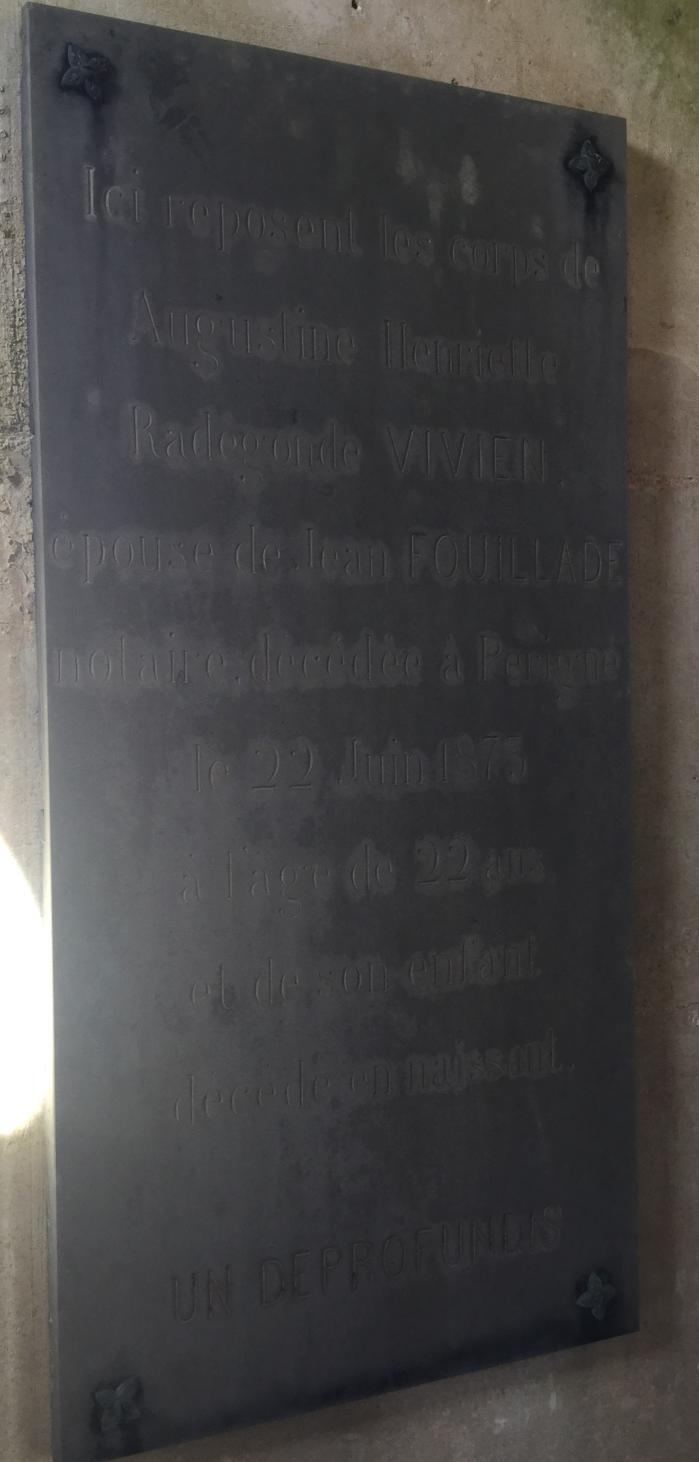 Ici reposent les corps de
Augustine Henriette
Radégonde VIVIEN.
épouse de Jean FOUILLADE
notaire, décédée à Périgné
le 22 Juin 1875
à l'âge de 22 ans
et de son enfant
décédé en naissant.
UN DEPROFUNDIS